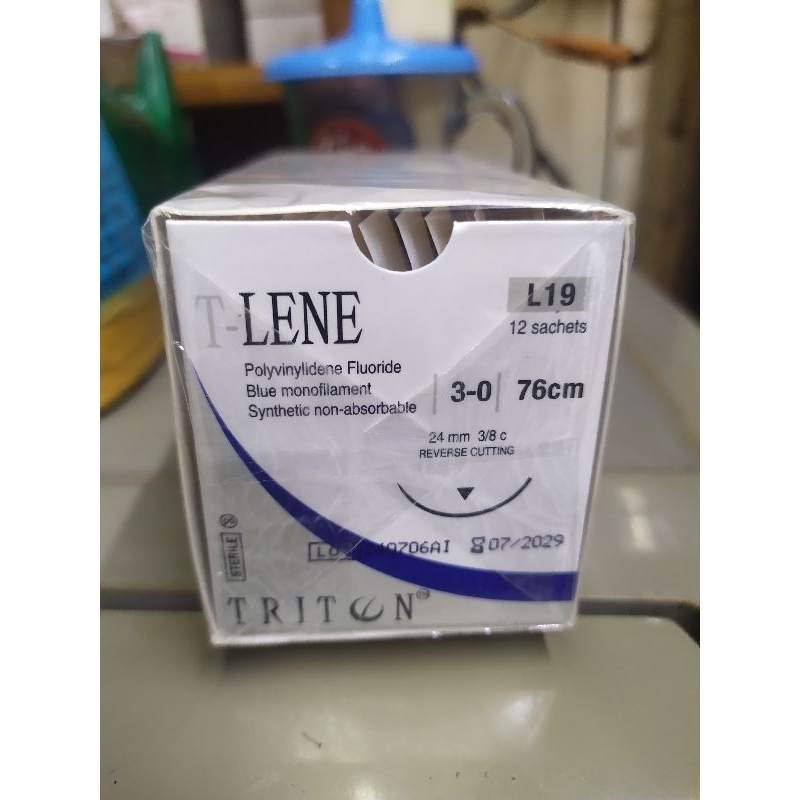 T-LENE
L19
12 sachets
Polyvinylidene Fluoride
Blue monofilament
Synthetic non-absorbable
3-0
76cm
24 mm 3/8 c
REVERSE CUTTING
STERILE
07/2029
TRITON